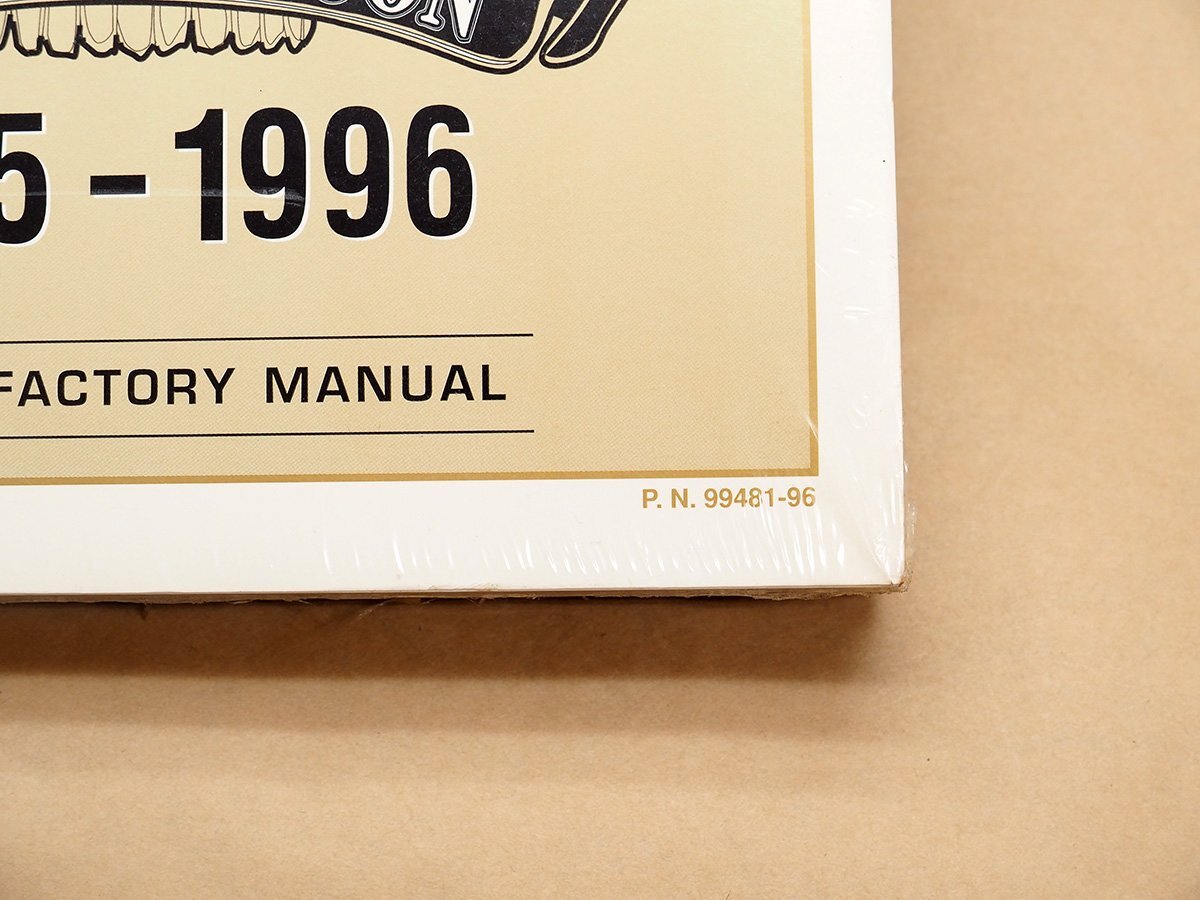 5 - 1996
FACTORY MANUAL
P. N. 99481-96